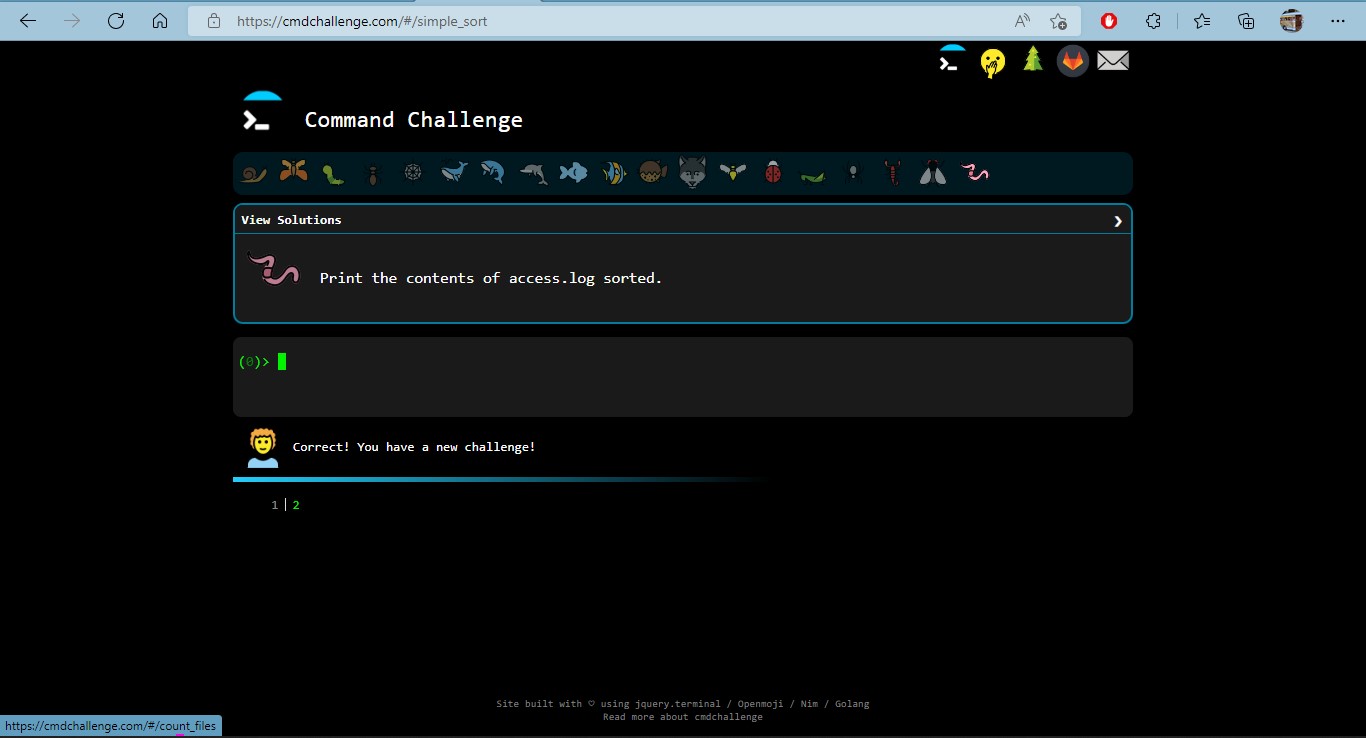 https://cmdchallenge.com/#/simple_sort
Command Challenge
View Solutions
Print the contents of access.log sorted.
(0)>
Correct! You have a new challenge!
1 | 2
Site built with ♡ using jquery.terminal / Openmoji / Nim / Golang
Read more about cmdchallenge
https://cmdchallenge.com/#/count_files